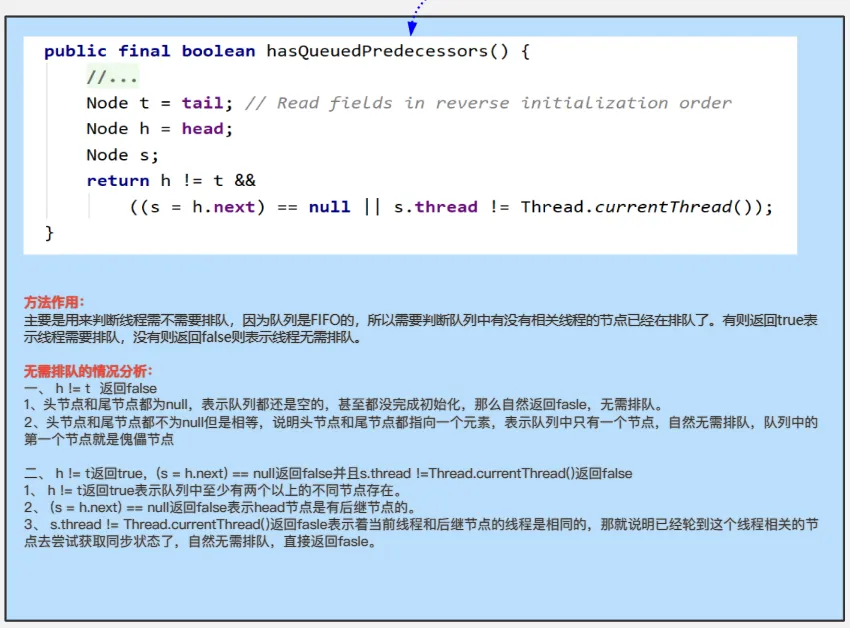 public final boolean hasQueuedPredecessors() {
//...
Node t = tail; // Read fields in reverse initialization order
Node h = head;
Node s;
return h != t &&
((s = h.next) == null || s.thread != Thread.currentThread());
}
方法作用：
主要是用来判断线程需不需要排队，因为队列是FIFO的，所以需要判断队列中有没有相关线程的节点已经在排队了。有则返回true表
示线程需要排队，没有则返回false则表示线程无需排队。
无需排队的情况分析：
一、 h != t 返回false
1、头节点和尾节点都为null，表示队列都还是空的，甚至都没完成初始化，那么自然返回fasle，无需排队。
2、头节点和尾节点都不为null但是相等，说明头节点和尾节点都指向一个元素，表示队列中只有一个节点，自然无需排队，队列中的
第一个节点就是傀儡节点
二、 h != t返回true，(s = h.next) == null返回false并且s.thread !=Thread.currentThread()返回false
1、 h != t返回true表示队列中至少有两个以上的不同节点存在。
2、 (s = h.next) == null返回false表示head节点是有后继节点的。
3、 s.thread != Thread.currentThread()返回fasle表示着当前线程和后继节点的线程是相同的，那就说明已经轮到这个线程相关的节
点去尝试获取同步状态了，自然无需排队，直接返回fasle。